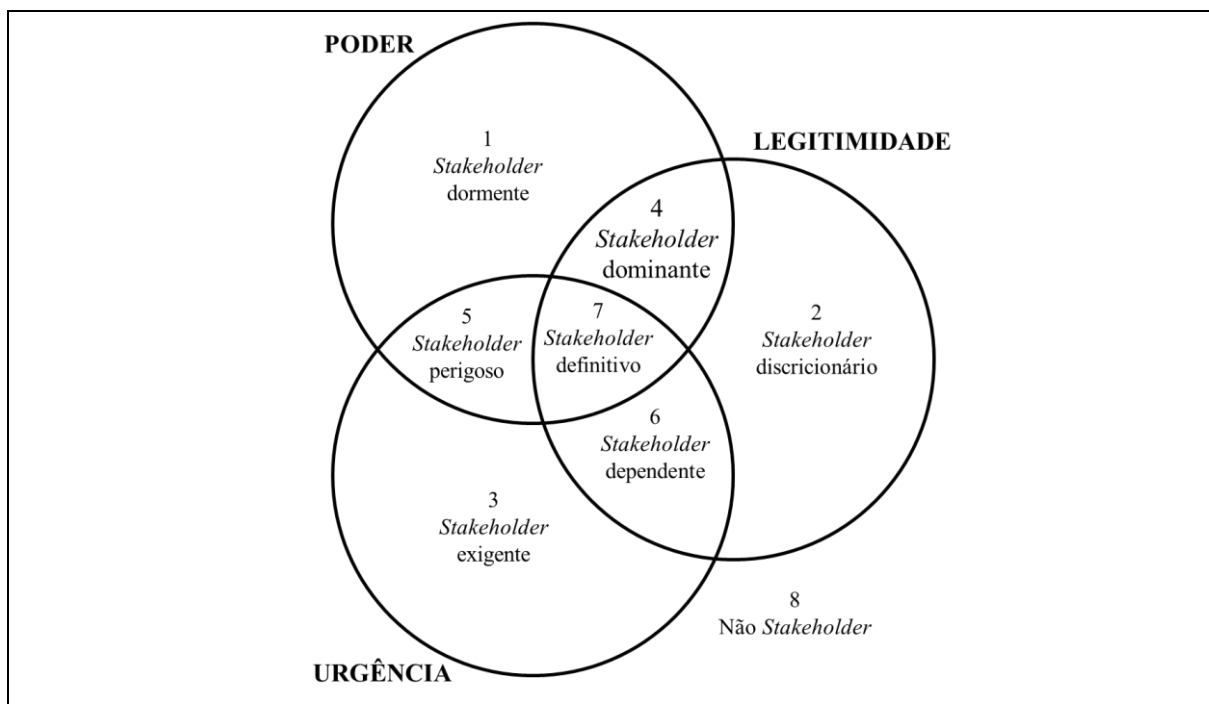 PODER
1
Stakeholder
dormente
LEGITIMIDADE
4
Stakeholder
dominante
5
Stakeholder
perigoso
7
Stakeholder
definitivo
2
Stakeholder
discricionário
6
Stakeholder
dependente
3
Stakeholder
exigente
8
Não Stakeholder
URGÊNCIA